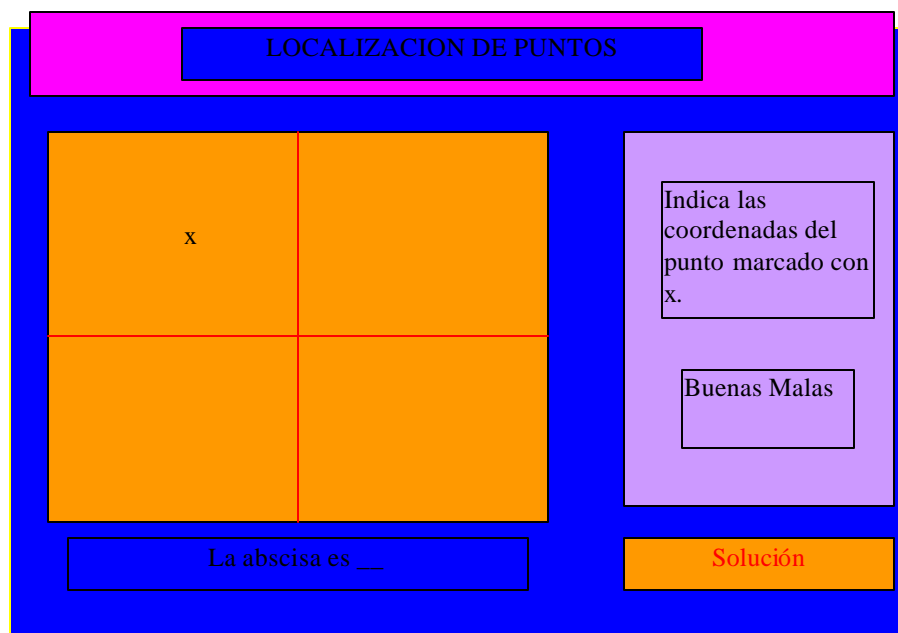 LOCALIZACION DE PUNTOS
x
Indica las
coordenadas del
punto marcado con
x.
Buenas Malas
La abscisa es __
Solución